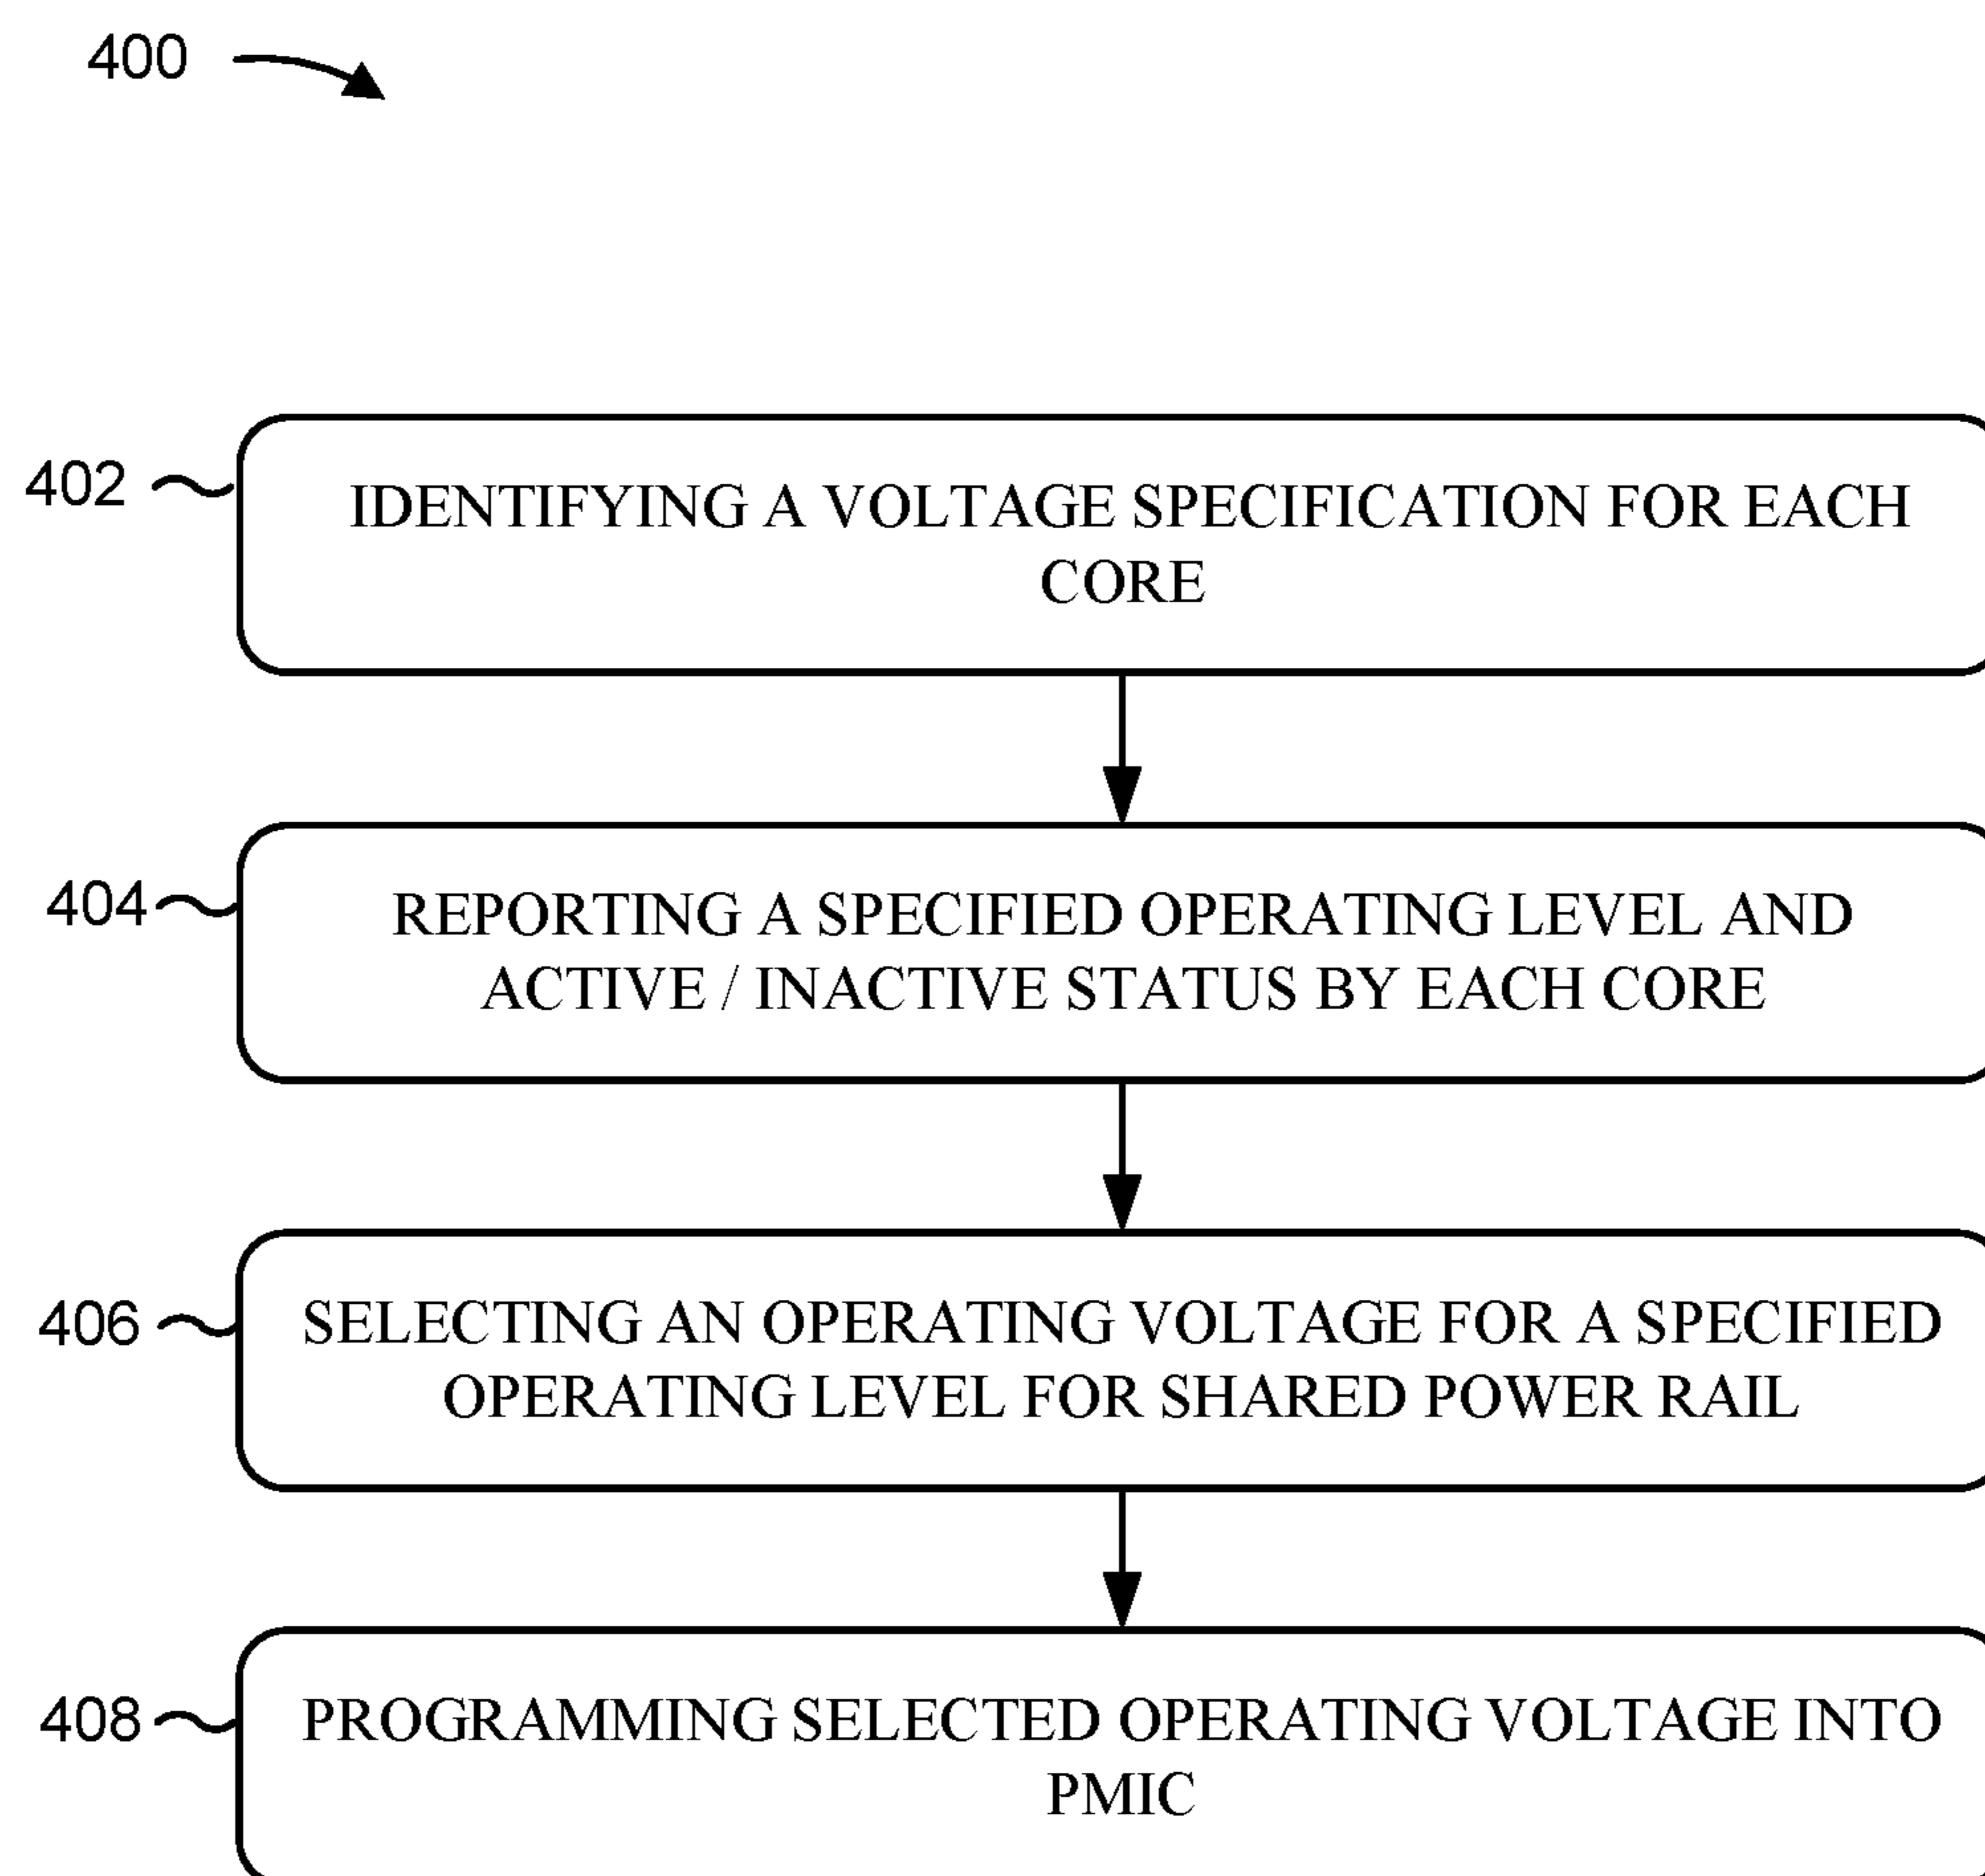 400
402
IDENTIFYING A VOLTAGE SPECIFICATION FOR EACH
CORE
404
REPORTING A SPECIFIED OPERATING LEVEL AND
ACTIVE / INACTIVE STATUS BY EACH CORE
406
SELECTING AN OPERATING VOLTAGE FOR A SPECIFIED
OPERATING LEVEL FOR SHARED POWER RAIL
408
PROGRAMMING SELECTED OPERATING VOLTAGE INTO
PMIC